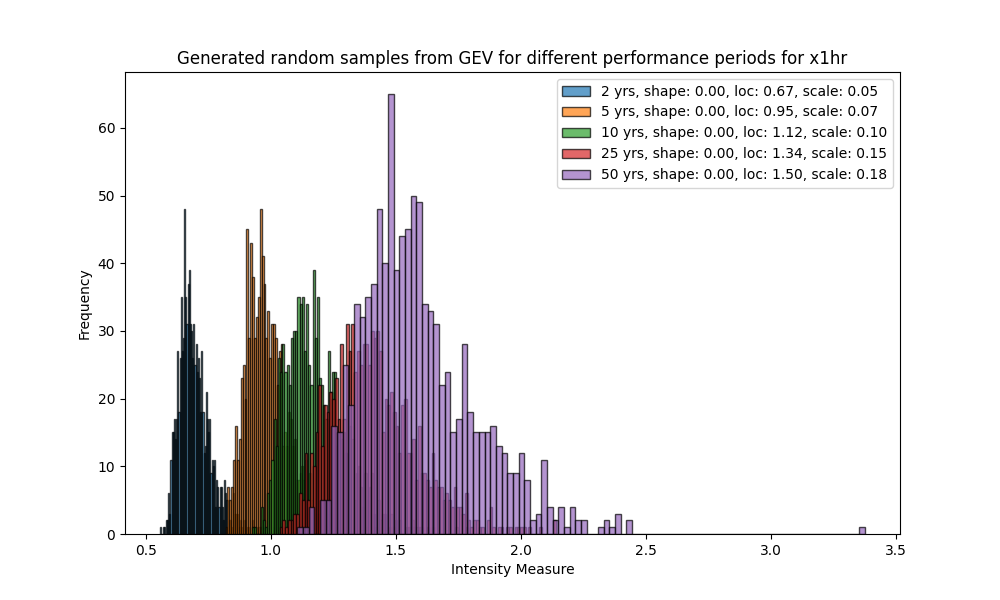 Generated random samples from GEV for different performance periods for x1hr
2 yrs, shape: 0.00, loc: 0.67, scale: 0.05
5 yrs, shape: 0.00, loc: 0.95, scale: 0.07
10 yrs, shape: 0.00, loc: 1.12, scale: 0.10
25 yrs, shape: 0.00, loc: 1.34, scale: 0.15
50 yrs, shape: 0.00, loc: 1.50, scale: 0.18
Frequency
60
50
40
30
20
10
0
0.5 1.0 1.5 2.0 2.5 3.0 3.5
Intensity Measure